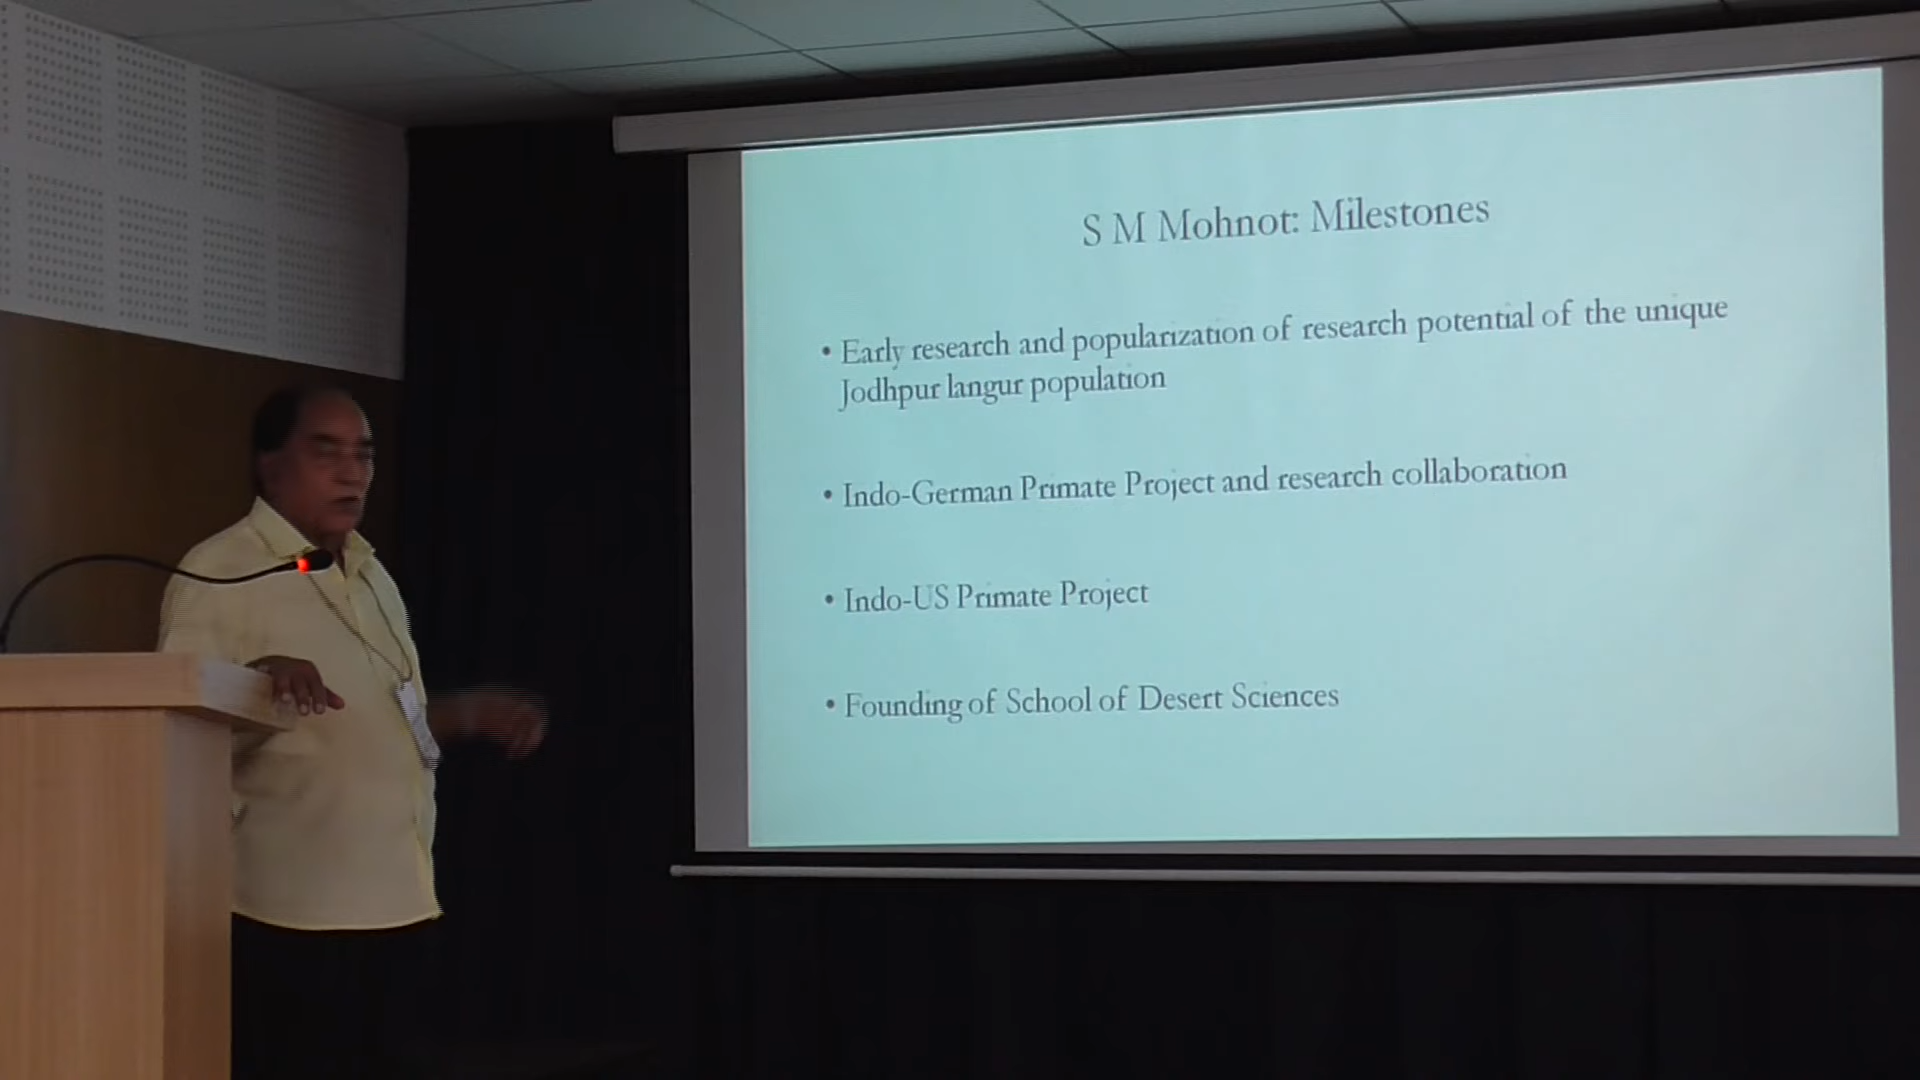 S M Mohnot: Milestones
• Early research and popularization of research potential of the unique
Jodhpur langur population
• Indo-German Primate Project and research collaboration
• Indo-US Primate Project
• Founding of School of Desert Sciences